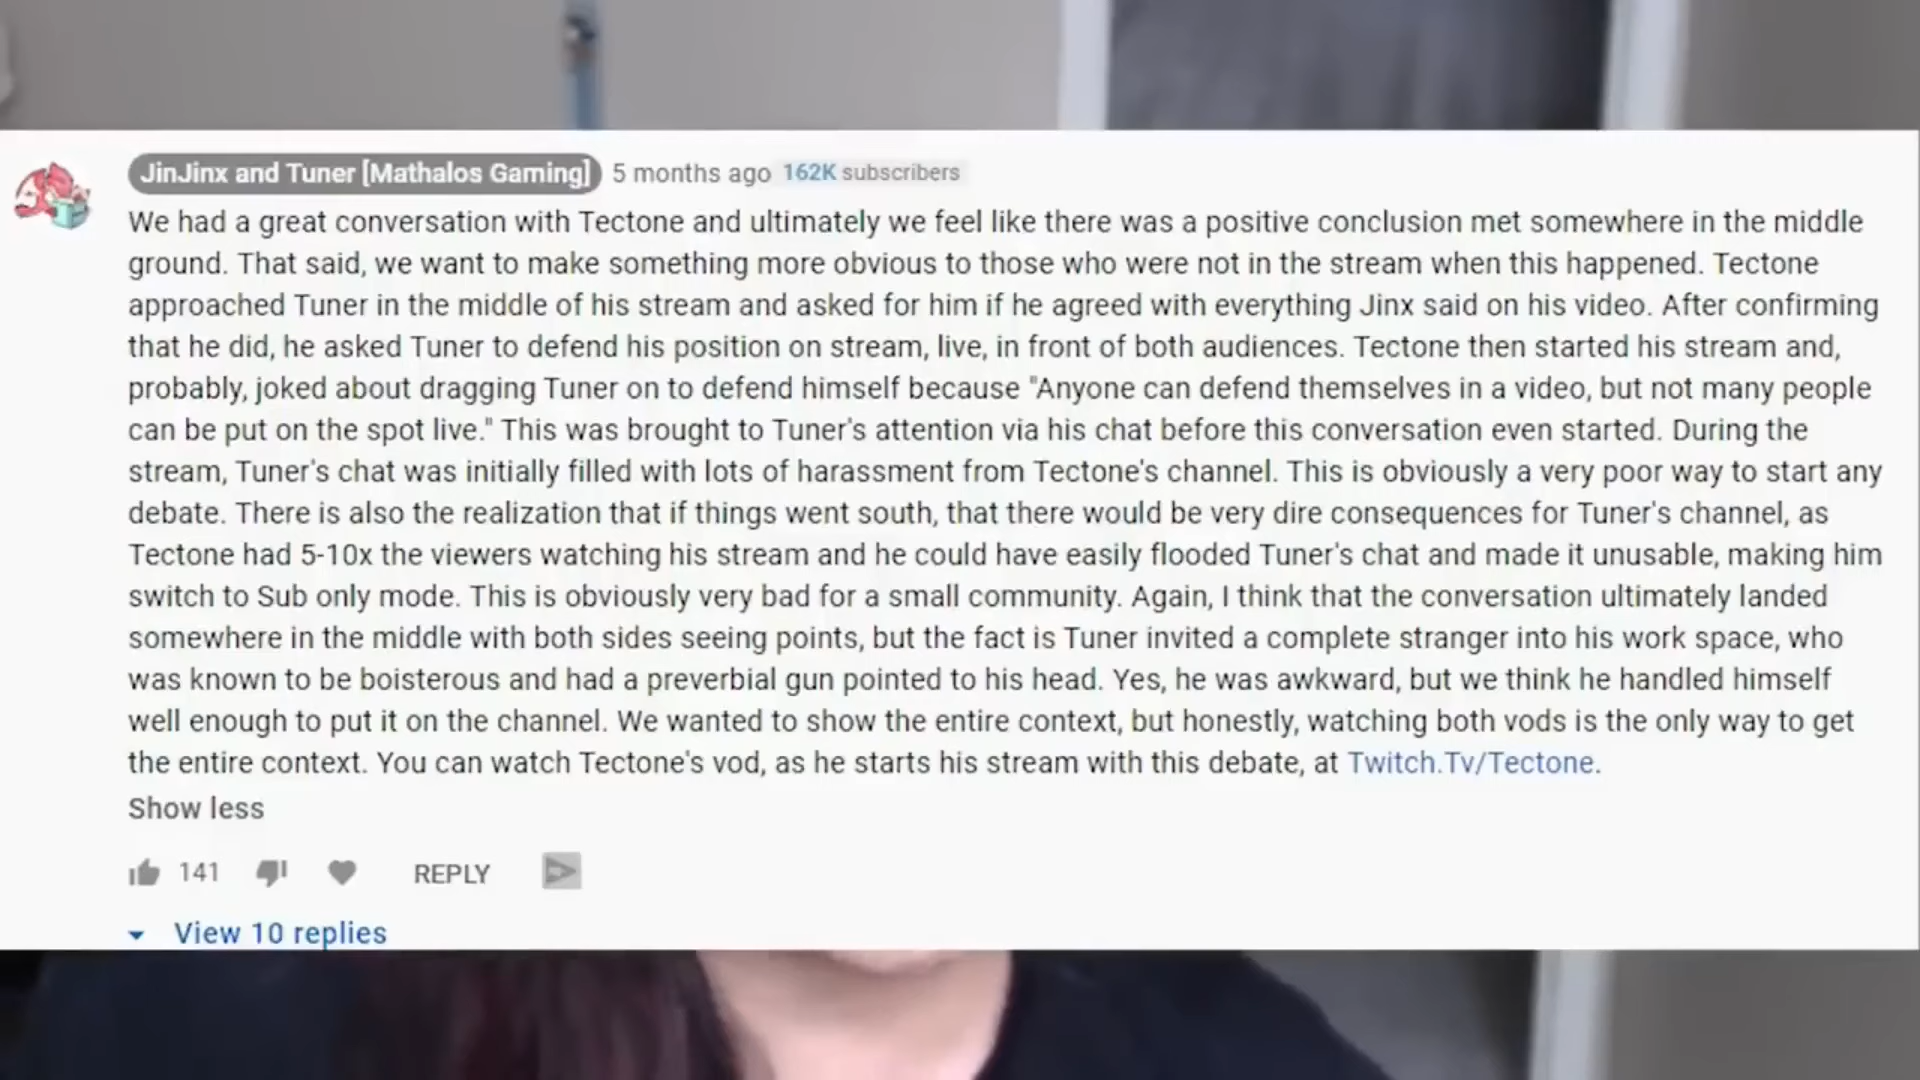 JinJinx and Tuner [Mathalos Gaming] 5 months ago 162K subscribers
We had a great conversation with Tectone and ultimately we feel like there was a positive conclusion met somewhere in the middle
ground. That said, we want to make something more obvious to those who were not in the stream when this happened. Tectone
approached Tuner in the middle of his stream and asked for him if he agreed with everything Jinx said on his video. After confirming
that he did, he asked Tuner to defend his position on stream, live, in front of both audiences. Tectone then started his stream and,
probably, joked about dragging Tuner on to defend himself because "Anyone can defend themselves in a video, but not many people
can be put on the spot live." This was brought to Tuner's attention via his chat before this conversation even started. During the
stream, Tuner's chat was initially filled with lots of harassment from Tectone's channel. This is obviously a very poor way to start any
debate. There is also the realization that if things went south, that there would be very dire consequences for Tuner's channel, as
Tectone had 5-10x the viewers watching his stream and he could have easily flooded Tuner's chat and made it unusable, making him
switch to Sub only mode. This is obviously very bad for a small community. Again, I think that the conversation ultimately landed
somewhere in the middle with both sides seeing points, but the fact is Tuner invited a complete stranger into his work space, who
was known to be boisterous and had a preverbial gun pointed to his head. Yes, he was awkward, but we think he handled himself
well enough to put it on the channel. We wanted to show the entire context, but honestly, watching both vods is the only way to get
the entire context. You can watch Tectone's vod, as he starts his stream with this debate, at Twitch.Tv/Tectone.
Show less
141 REPLY
View 10 replies